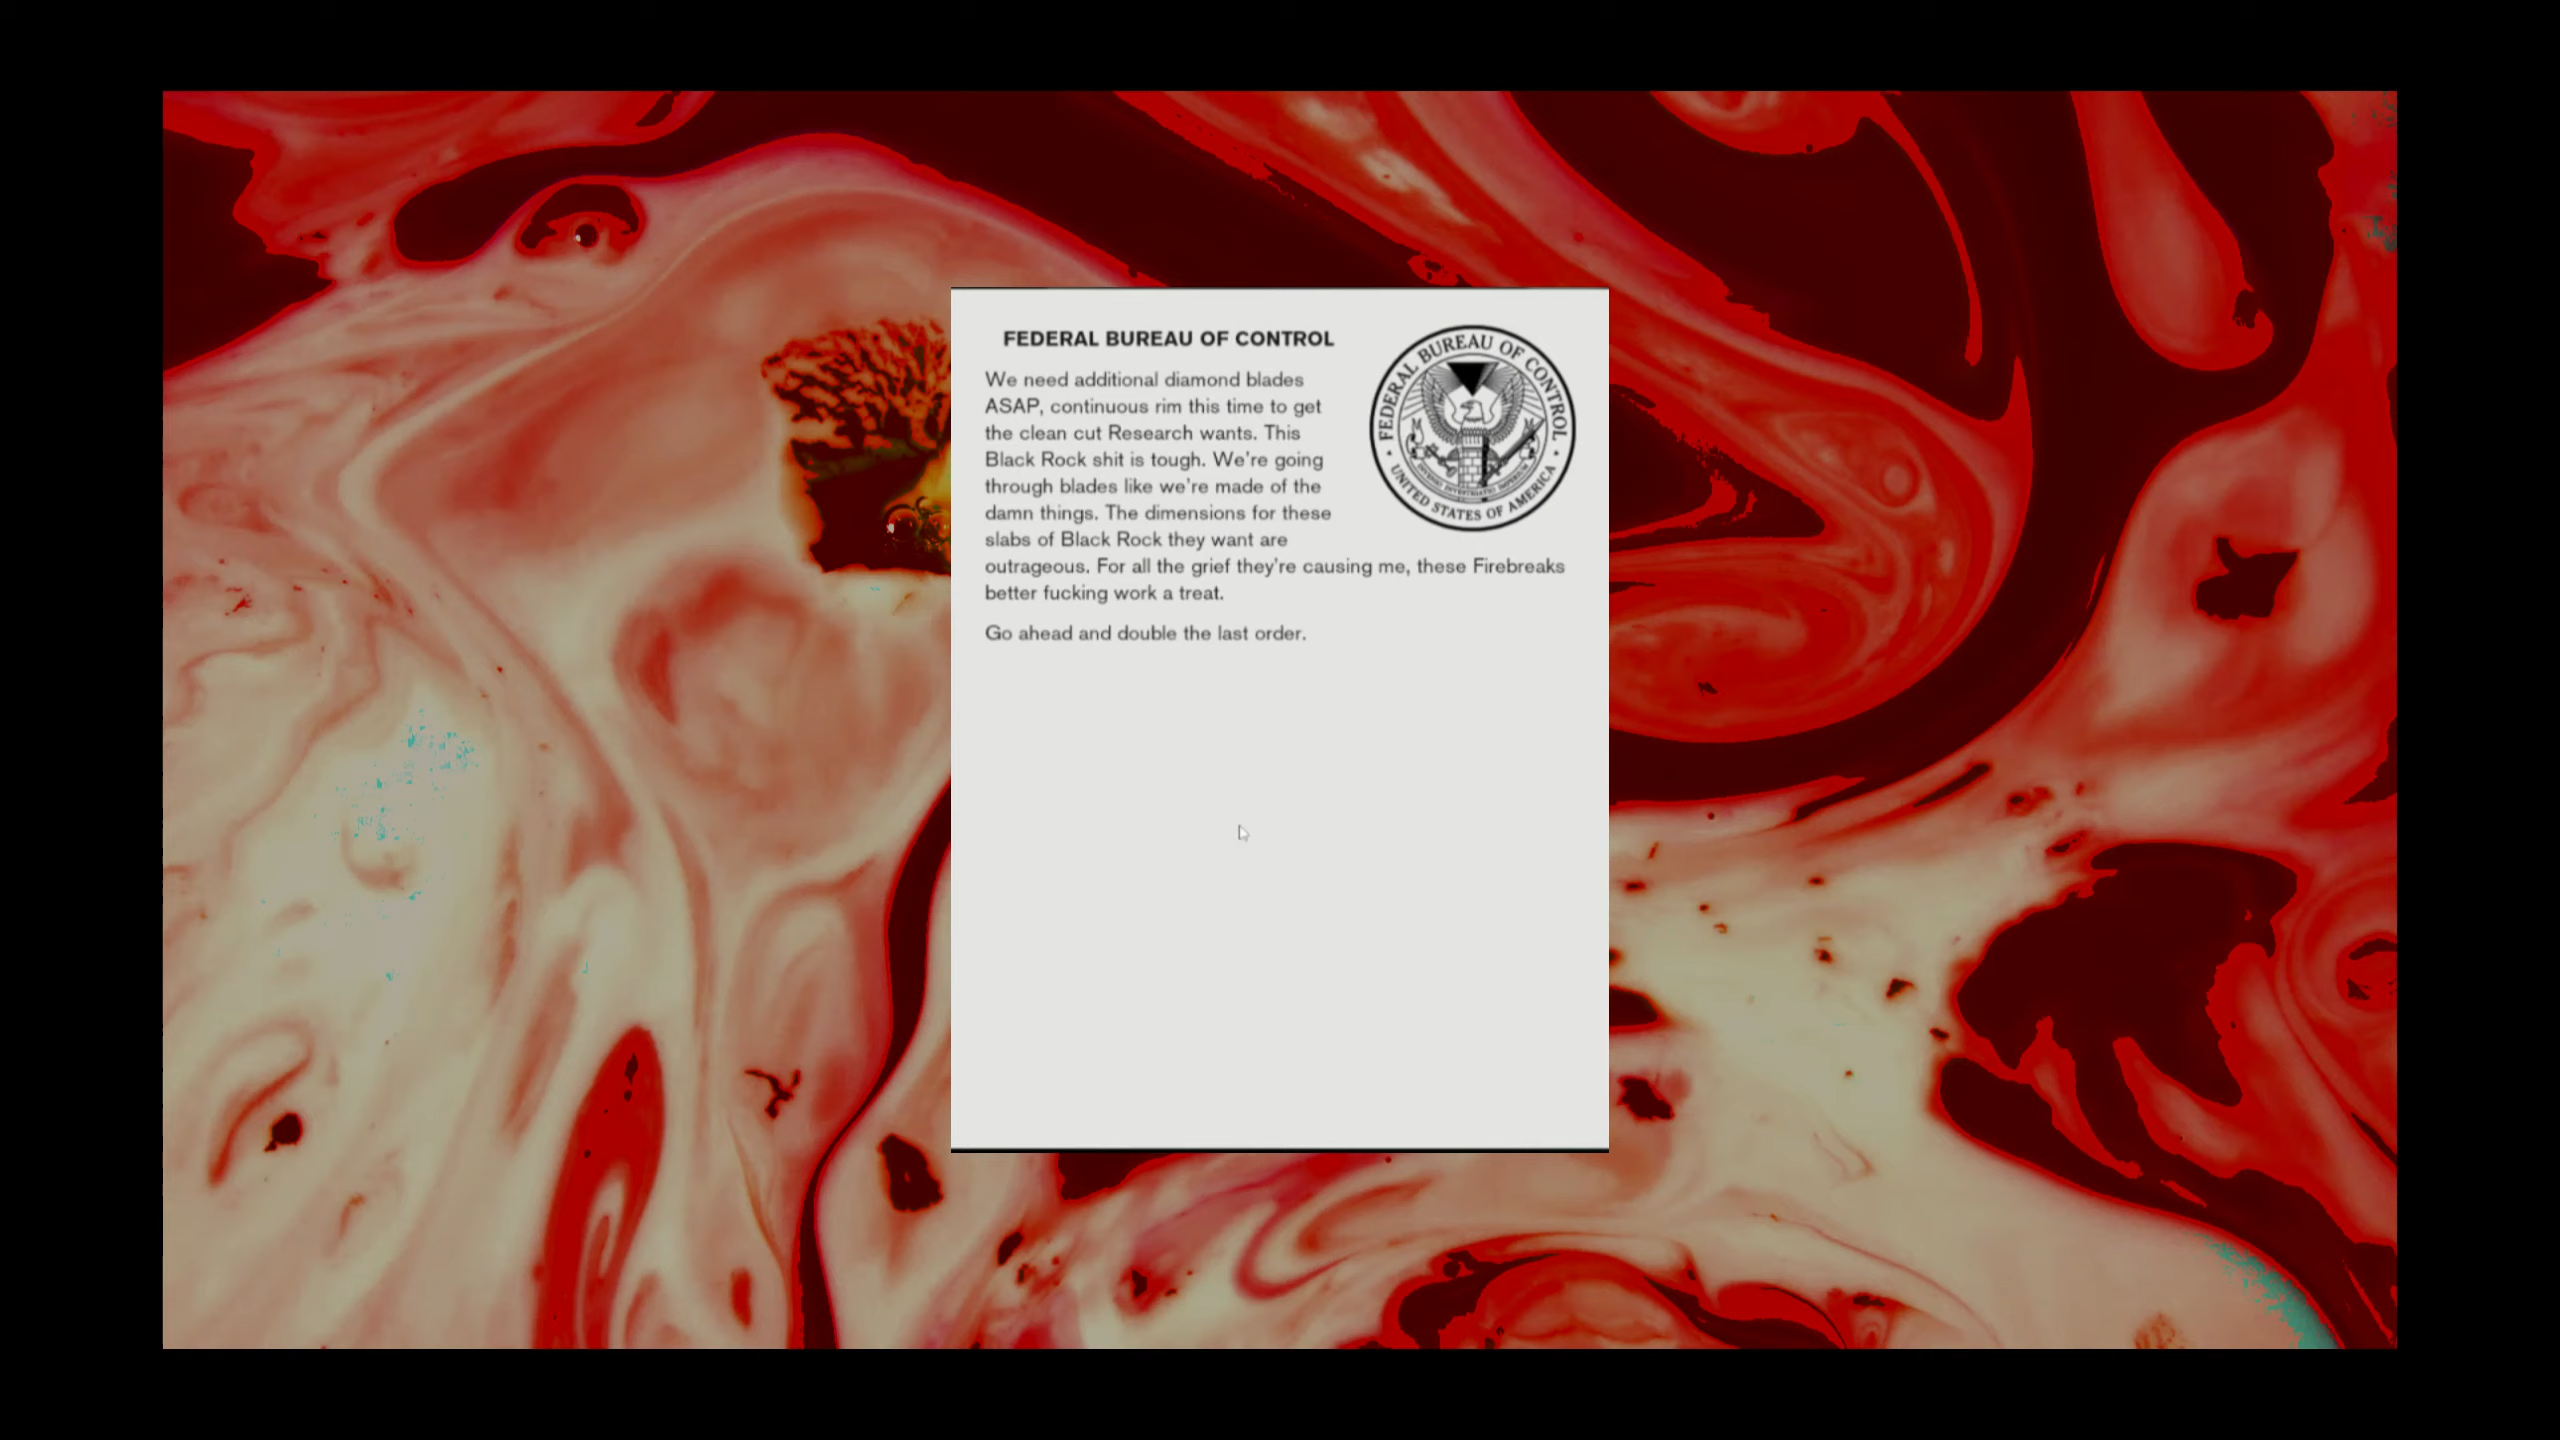 FEDERAL BUREAU OF CONTROL
We need additional diamond blades
ASAP, continuous rim this time to get
the clean cut Research wants. This
Black Rock shit is tough. We're going
through blades like we're made of the
damn things. The dimensions for these
slabs of Black Rock they want are
outrageous. For all the grief they're causing me, these Firebreaks
better fucking work a treat.
Go ahead and double the last order.
FEDERAL BUREAU OF CONTROL
UNITED STATES OF AMERICA